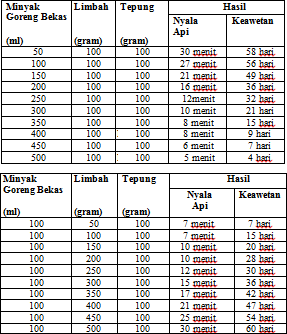 Minyak Goreng Bekas (ml) Limbah (gram) Tepung (gram) Hasil
Nyala Api Keawetan
50 100 100 30 menit 58 hari
100 100 100 27 menit 56 hari
150 100 100 21 menit 49 hari
200 100 100 16 menit 36 hari
250 100 100 12menit 32 hari
300 100 100 10 menit 21 hari
350 100 100 8 menit 15 hari
400 100 100 8 menit 9 hari
450 100 100 6 menit 7 hari
500 100 100 5 menit 4 hari
Minyak Goreng Bekas (ml) Limbah (gram) Tepung (gram) Hasil
Nyala Api Keawetan
100 50 100 7 menit 7 hari
100 100 100 7 menit 15 hari
100 150 100 10 menit 20 hari
100 200 100 10 menit 28 hari
100 250 100 12 menit 30 hari
100 300 100 15 menit 36 hari
100 350 100 17 menit 42 hari
100 400 100 21 menit 47 hari
100 450 100 25 menit 54 hari
100 500 100 30 menit 60 hari